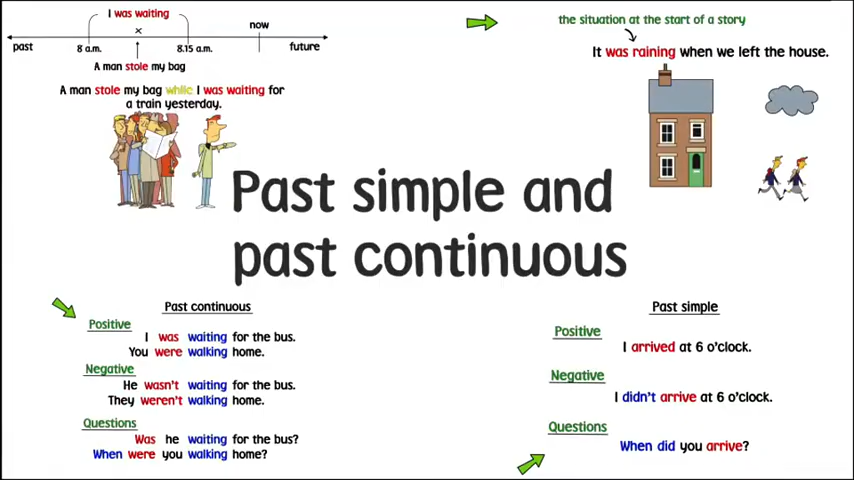 I was waiting
×
now
past
8 a.m.
8.15 a.m.
future
A man stole my bag
A man stole my bag while I was waiting for
a train yesterday.
the situation at the start of a story
It was raining when we left the house.
Past simple and
past continuous
Past continuous
Positive
I was waiting for the bus.
You were walking home.
Negative
He wasn't waiting for the bus.
They weren't walking home.
Questions
Was he waiting for the bus?
When were you walking home?
Past simple
Positive
I arrived at 6 o'clock.
Negative
I didn't arrive at 6 o'clock.
Questions
When did you arrive?